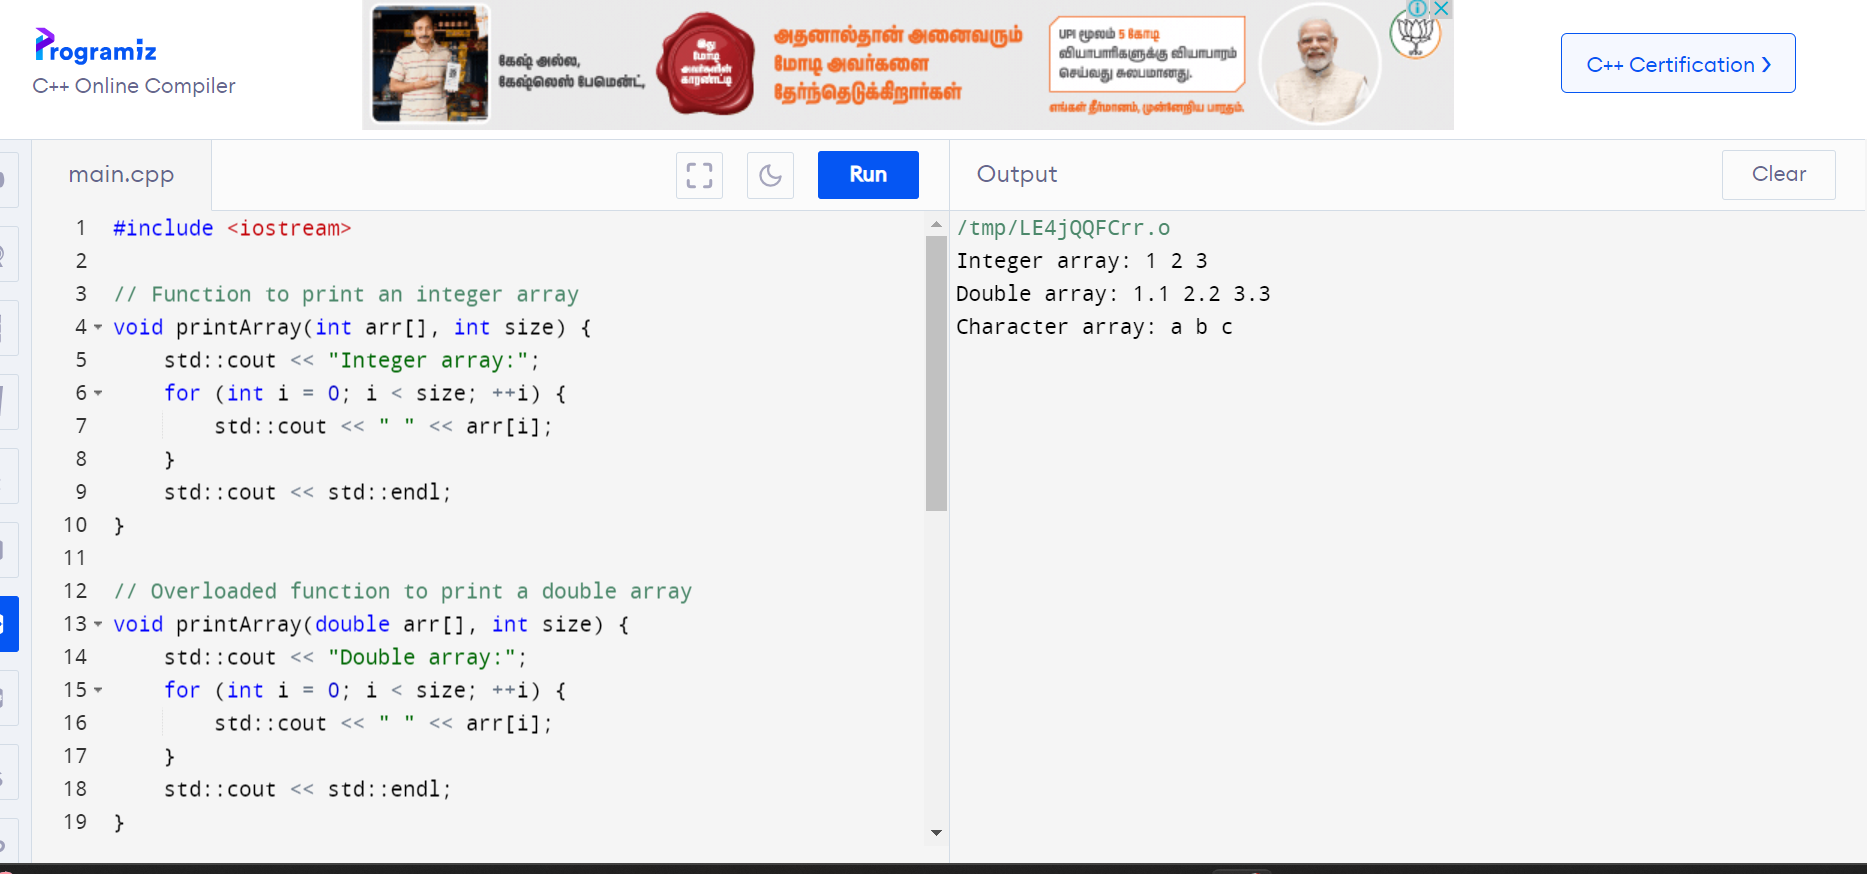 Programiz
C++ Online Compiler
கேஷ் அல்ல,
கேஷ்லெஸ் பேமென்ட்,
இது
மோடி
அவர்களின்
காரண்டி
அதனால்தான் அனைவரும்
மோடி அவர்களை
தேர்ந்தெடுக்கிறார்கள்
UPI மூலம் 5 கோடி
வியாபாரிகளுக்கு வியாபாரம்
செய்வது சுலபமானது.
எங்கள் தீர்மானம், முன்னேறிய பாரதம்.
C++ Certification
main.cpp
Run
Output
Clear
1 #include <iostream>
2
3 // Function to print an integer array
4 void printArray(int arr[], int size) {
5     std::cout << "Integer array:";
6     for (int i = 0; i < size; ++i) {
7         std::cout << " " << arr[i];
8     }
9     std::cout << std::endl;
10 }
11
12 // Overloaded function to print a double array
13 void printArray(double arr[], int size) {
14     std::cout << "Double array:";
15     for (int i = 0; i < size; ++i) {
16         std::cout << " " << arr[i];
17     }
18     std::cout << std::endl;
19 }
/tmp/LE4jQQFCrr.o
Integer array: 1 2 3
Double array: 1.1 2.2 3.3
Character array: a b c